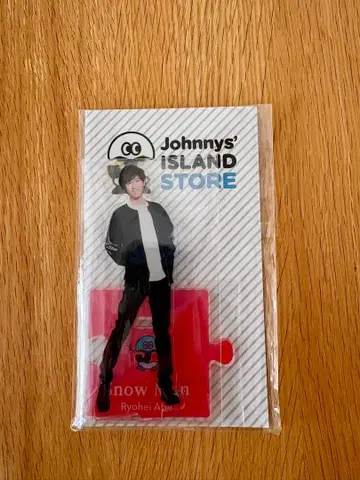 Johnnys'
iSLAND
STORE
Snow Man
Ryohei Abe